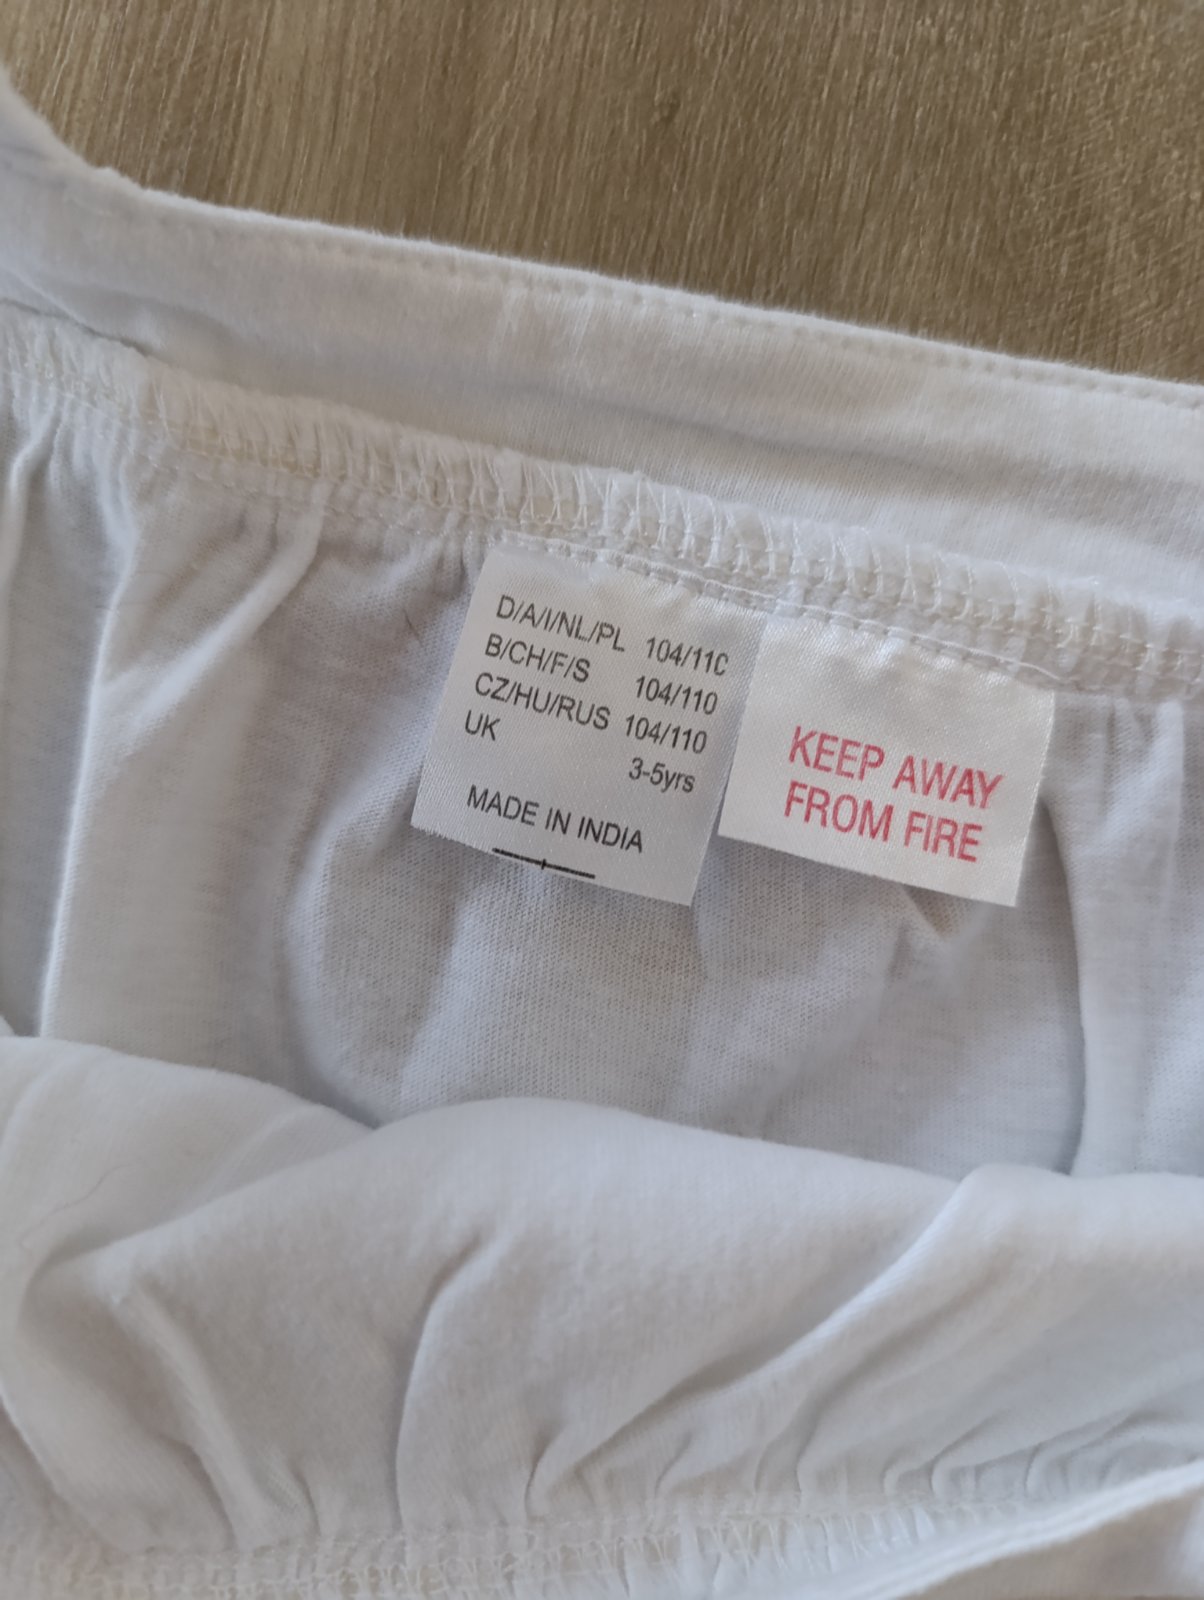 D/A/I/NL/PL 104/110
B/CH/F/S 104/110
CZ/HU/RUS 104/110
UK 3-5yrs
MADE IN INDIA
KEEP AWAY
FROM FIRE